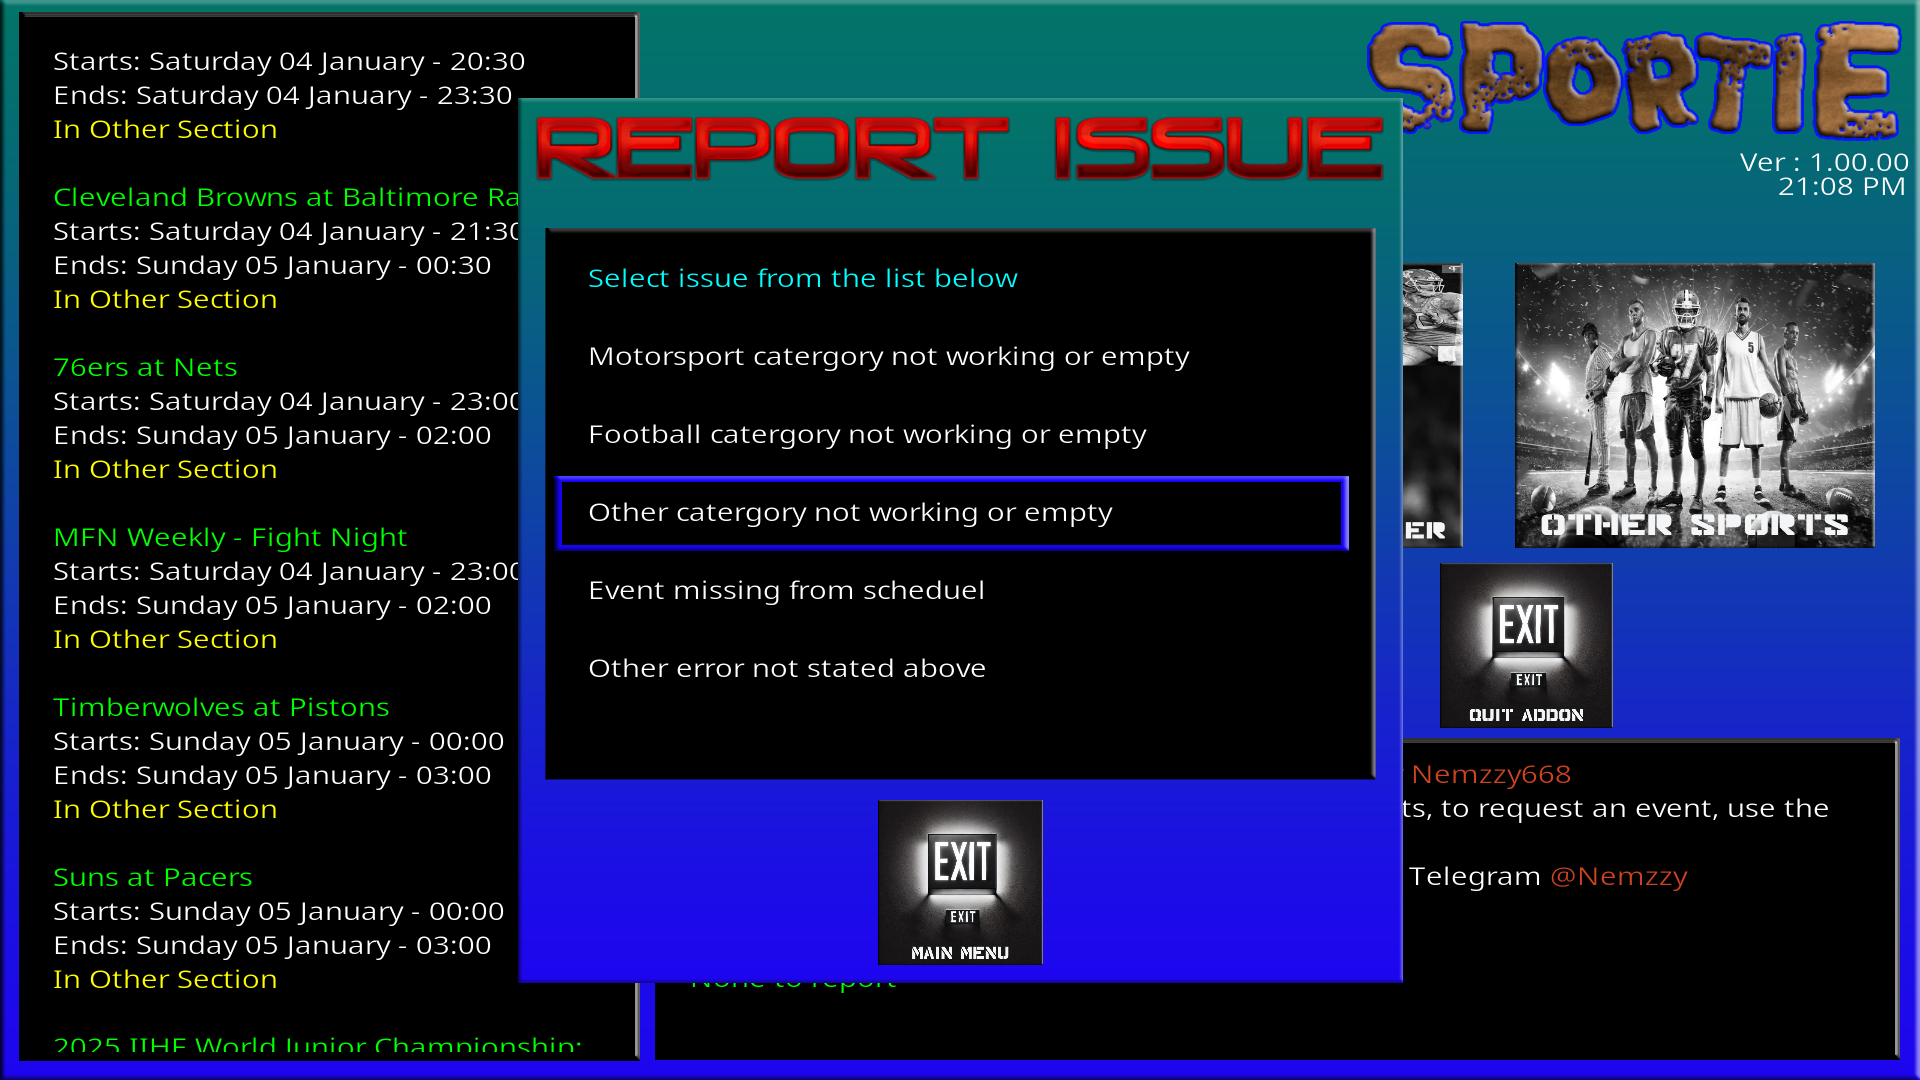 Starts: Saturday 04 January - 20:30
Ends: Saturday 04 January - 23:30
In Other Section
Cleveland Browns at Baltimore
Starts: Saturday 04 January -
Ends: Sunday 05 January - 00:30
In Other Section
76ers at Nets
Starts: Saturday 04 January -
Ends: Sunday 05 January - 02:00
In Other Section
MFN Weekly - Fight Night
Starts: Saturday 04 January -
Ends: Sunday 05 January - 02:00
In Other Section
Timberwolves at Pistons
Starts: Sunday 05 January - 00:00
Ends: Sunday 05 January - 03:00
In Other Section
Suns at Pacers
Starts: Sunday 05 January - 00:00
Ends: Sunday 05 January - 03:00
In Other Section
2025 IIHF World Junior Championship:
REPORT ISSUE
Select issue from the list below
Motorsport catergory not working or empty
Football catergory not working or empty
Other catergory not working or empty
Event missing from scheduel
Other error not stated above
EXIT
EXIT
MAIN MENU
SPORTIE
Ver : 1.00.00
21:08 PM
OTHER SPORTS
EXIT
EXIT
QUIT ADDON
Nemzzy668
to request an event, use the
Telegram @Nemzzy
None to report